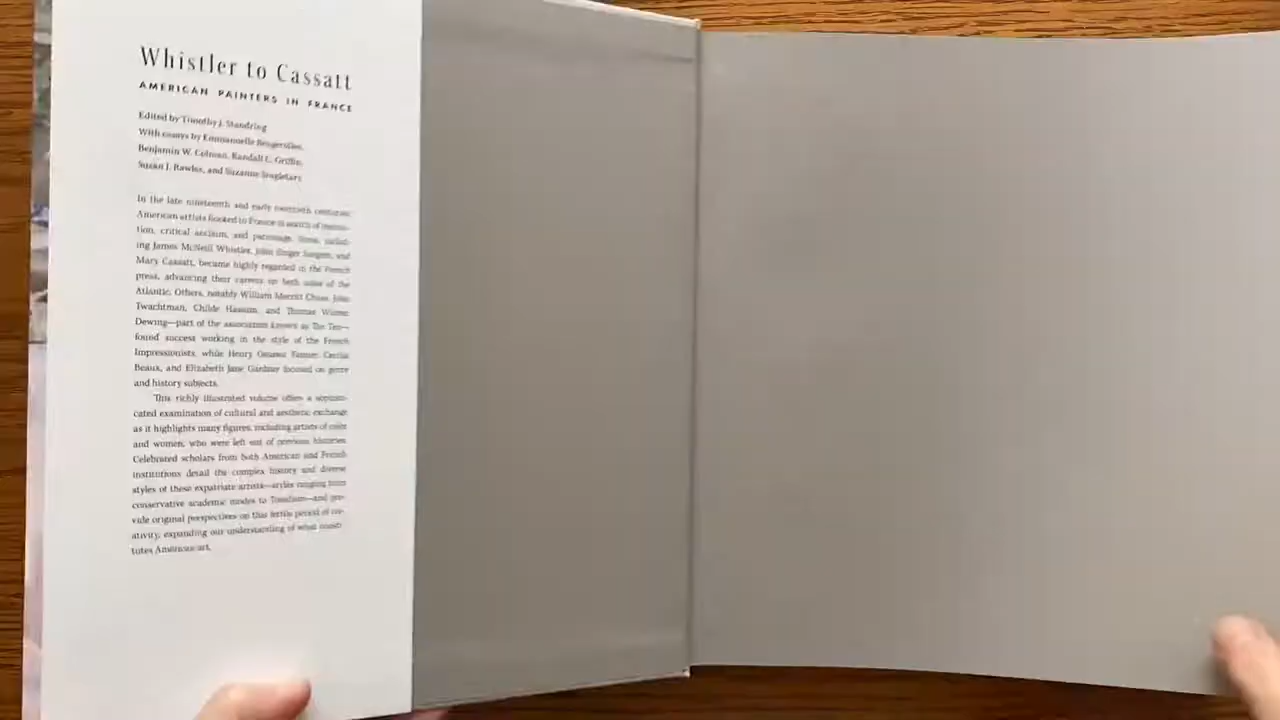 Whistler to Cassatt
AMERICAN PAINTERS IN FRANCE
Edited by Timothy J. Standring
With essays by Emmanuelle Brugerolles,
Benjamin W. Colman, Randall C. Griffin,
Susan J. Rawles, and Suzanne Singletary
In the late nineteenth and early twentieth centuries,
American artists flocked to France in search of instruc-
tion, critical acclaim, and patronage. Some, includ-
ing James McNeill Whistler, John Singer Sargent, and
Mary Cassatt, became highly regarded in the French
press, advancing their careers on both sides of the
Atlantic. Others, notably William Merritt Chase, John
Twachtman, Childe Hassam, and Thomas Wilmer
Dewing—part of the association known as The Ten—
found success working in the style of the French
Impressionists, while Henry Ossawa Tanner, Cecilia
Beaux, and Elizabeth Jane Gardner focused on genre
and history subjects.
This richly illustrated volume offers a sophisti-
cated examination of cultural and aesthetic exchange
as it highlights many figures, including artists of color
and women, who were left out of previous histories.
Celebrated scholars from both American and French
institutions detail the complex history and diverse
styles of these expatriate artists—styles ranging from
conservative academic modes to Tonalism—and pro-
vide original perspectives on this fertile period of cre-
ativity, expanding our understanding of what consti-
tutes American art.